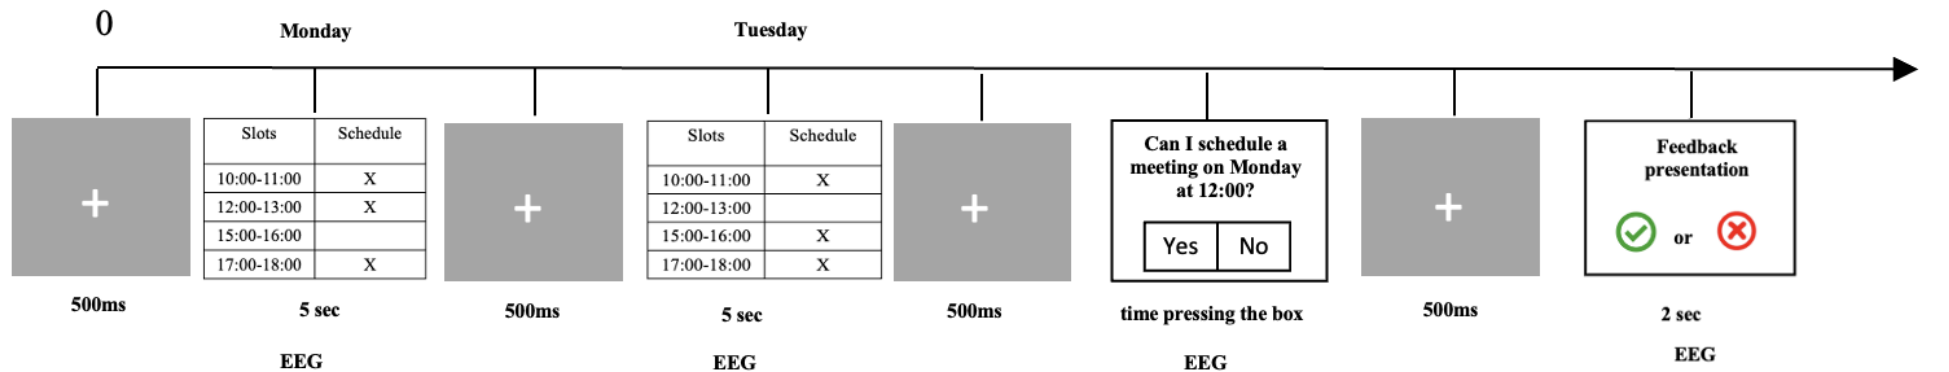 0
Monday
Tuesday
Slots Schedule
10:00-11:00 X
12:00-13:00 X
15:00-16:00
17:00-18:00 X
Slots Schedule
10:00-11:00 X
12:00-13:00
15:00-16:00 X
17:00-18:00 X
Can I schedule a
meeting on Monday
at 12:00?
Yes No
Feedback
presentation
or
500ms
5 sec
500ms
5 sec
500ms
time pressing the box
500ms
2 sec
EEG
EEG
EEG
EEG